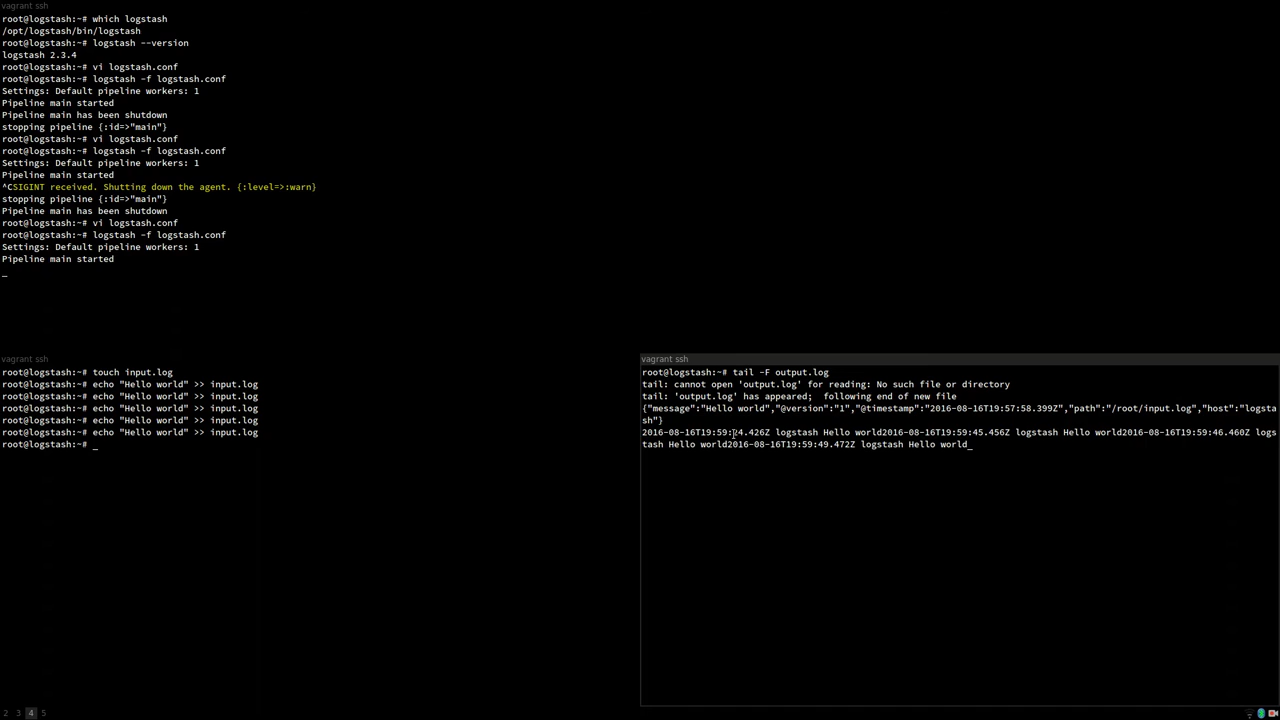 vagrant ssh
root@logstash:~# which logstash
/opt/logstash/bin/logstash
root@logstash:~# logstash --version
logstash 2.3.4
root@logstash:~# vi logstash.conf
root@logstash:~# logstash -f logstash.conf
Settings: Default pipeline workers: 1
Pipeline main started
Pipeline main has been shutdown
stopping pipeline {:id=>"main"}
root@logstash:~# vi logstash.conf
root@logstash:~# logstash -f logstash.conf
Settings: Default pipeline workers: 1
Pipeline main started
^CSIGINT received. Shutting down the agent. {:level=>:warn}
stopping pipeline {:id=>"main"}
Pipeline main has been shutdown
root@logstash:~# vi logstash.conf
root@logstash:~# logstash -f logstash.conf
Settings: Default pipeline workers: 1
Pipeline main started
_
vagrant ssh
root@logstash:~# touch input.log
root@logstash:~# echo "Hello world" >> input.log
root@logstash:~# echo "Hello world" >> input.log
root@logstash:~# echo "Hello world" >> input.log
root@logstash:~# echo "Hello world" >> input.log
root@logstash:~# echo "Hello world" >> input.log
root@logstash:~# _
vagrant ssh
root@logstash:~# tail -F output.log
tail: cannot open 'output.log' for reading: No such file or directory
tail: 'output.log' has appeared;  following end of new file
{"message":"Hello world","@version":"1","@timestamp":"2016-08-16T19:57:58.399Z","path":"/root/input.log","host":"logsta
sh"}
logstash Hello world2016-08-16T19:59:45.456Z logstash Hello world2016-08-16T19:59:46.460Z logs
tash Hello world2016-08-16T19:59:49.472Z logstash Hello world_
2 3 4 5